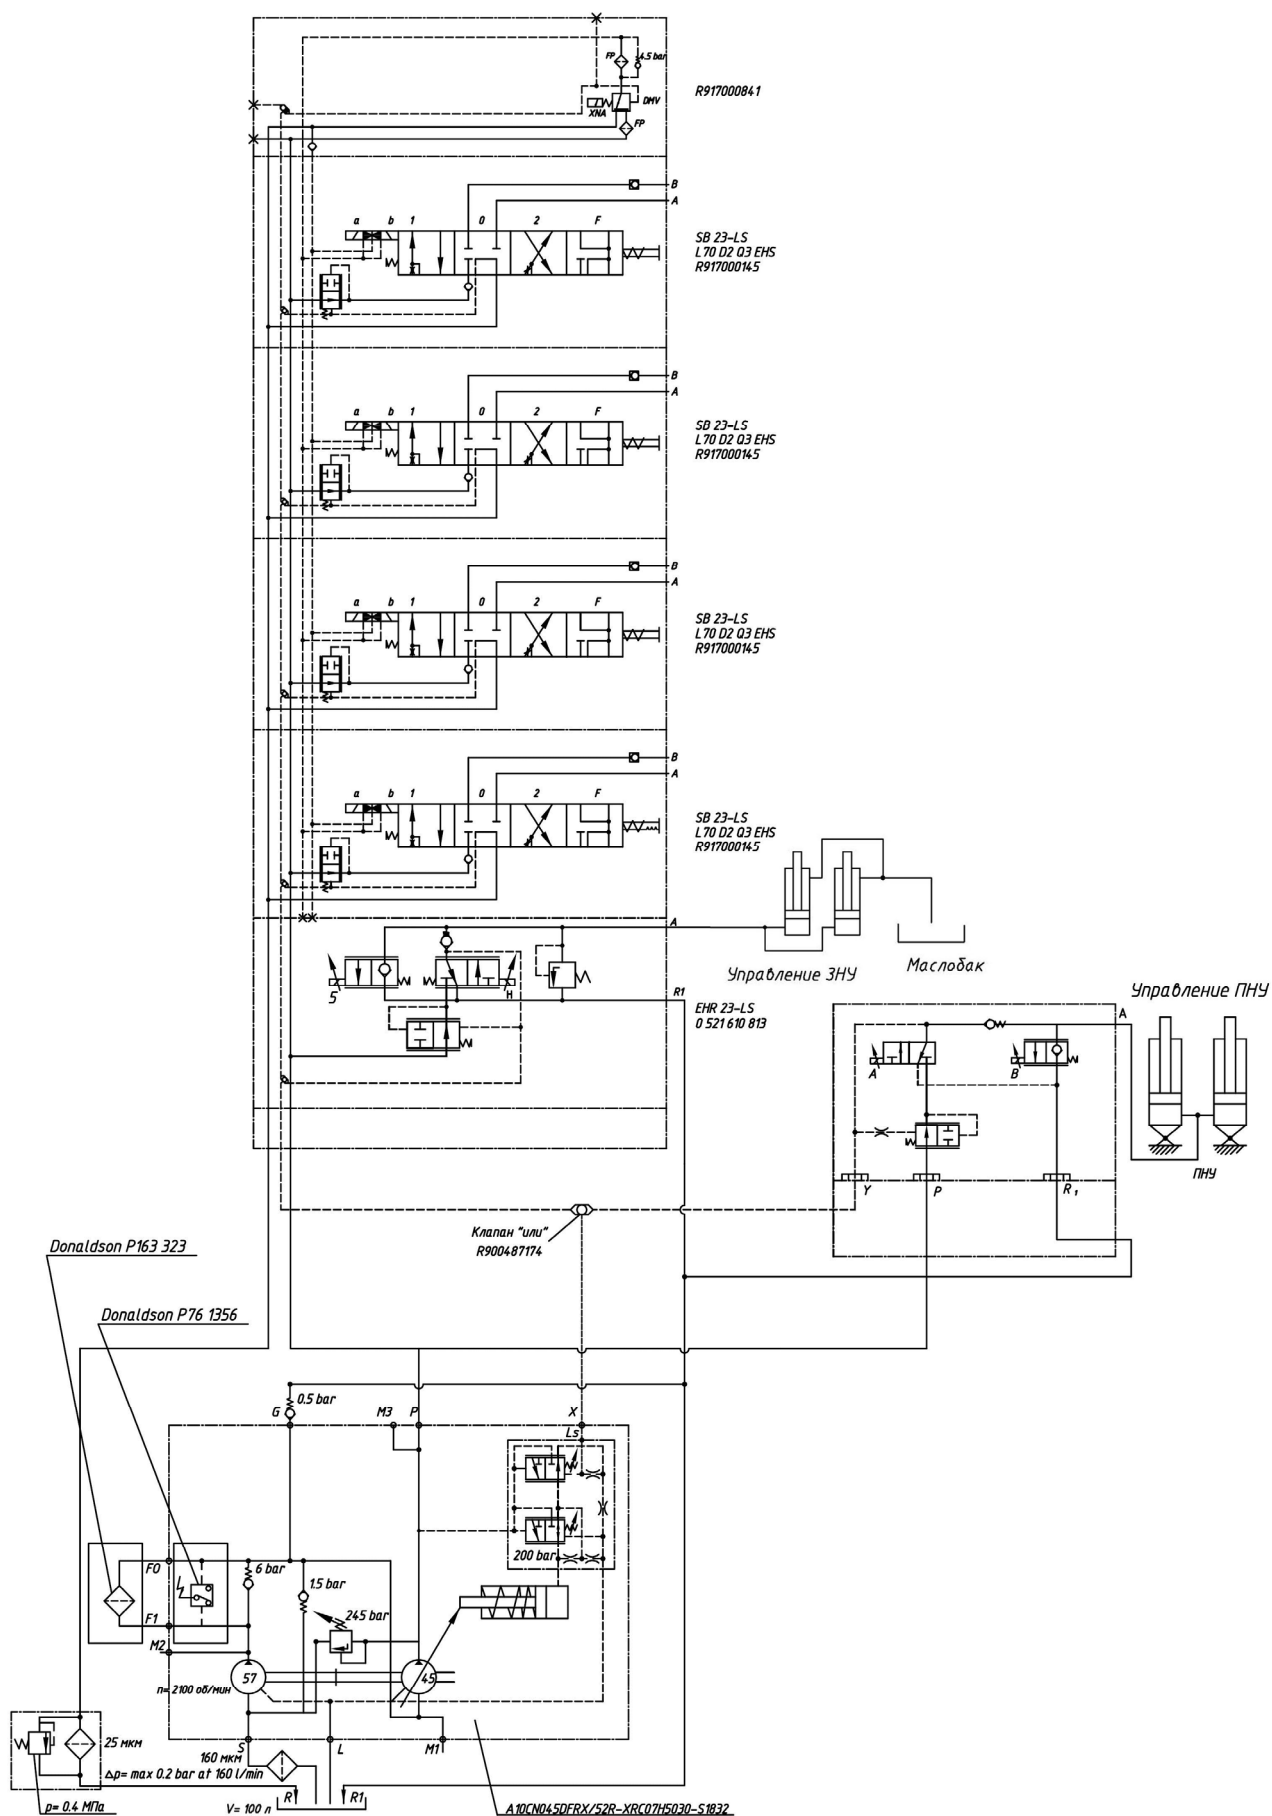 FP
4.5 bar
R917000841
XNA
DMV
FP
B
A
a b 1 0 2 F
SB 23-LS
L70 D2 Q3 EHS
R917000145
B
A
a b 1 0 2 F
SB 23-LS
L70 D2 Q3 EHS
R917000145
B
A
a b 1 0 2 F
SB 23-LS
L70 D2 Q3 EHS
R917000145
B
A
a b 1 0 2 F
SB 23-LS
L70 D2 Q3 EHS
R917000145
A
Управление ЗНУ
Маслобак
S
H
R1
EHR 23-LS
0 521 610 813
Управление ПНУ
A
A
B
ПНУ
Y
P
R1
Клапан "или"
R900487174
Donaldson P163 323
Donaldson P76 1356
G
0.5 bar
M3
P
X
Ls
200 bar
F0
6 bar
1.5 bar
245 bar
F1
M2
57
45
n= 2100 об/мин
25 мкм
S
160 мкм
L
M1
Δp= max 0.2 bar at 160 l/min
p= 0.4 МПа
R
R1
V= 100 л
A10CN045DFRX/52R-XRC07H5030-S1832